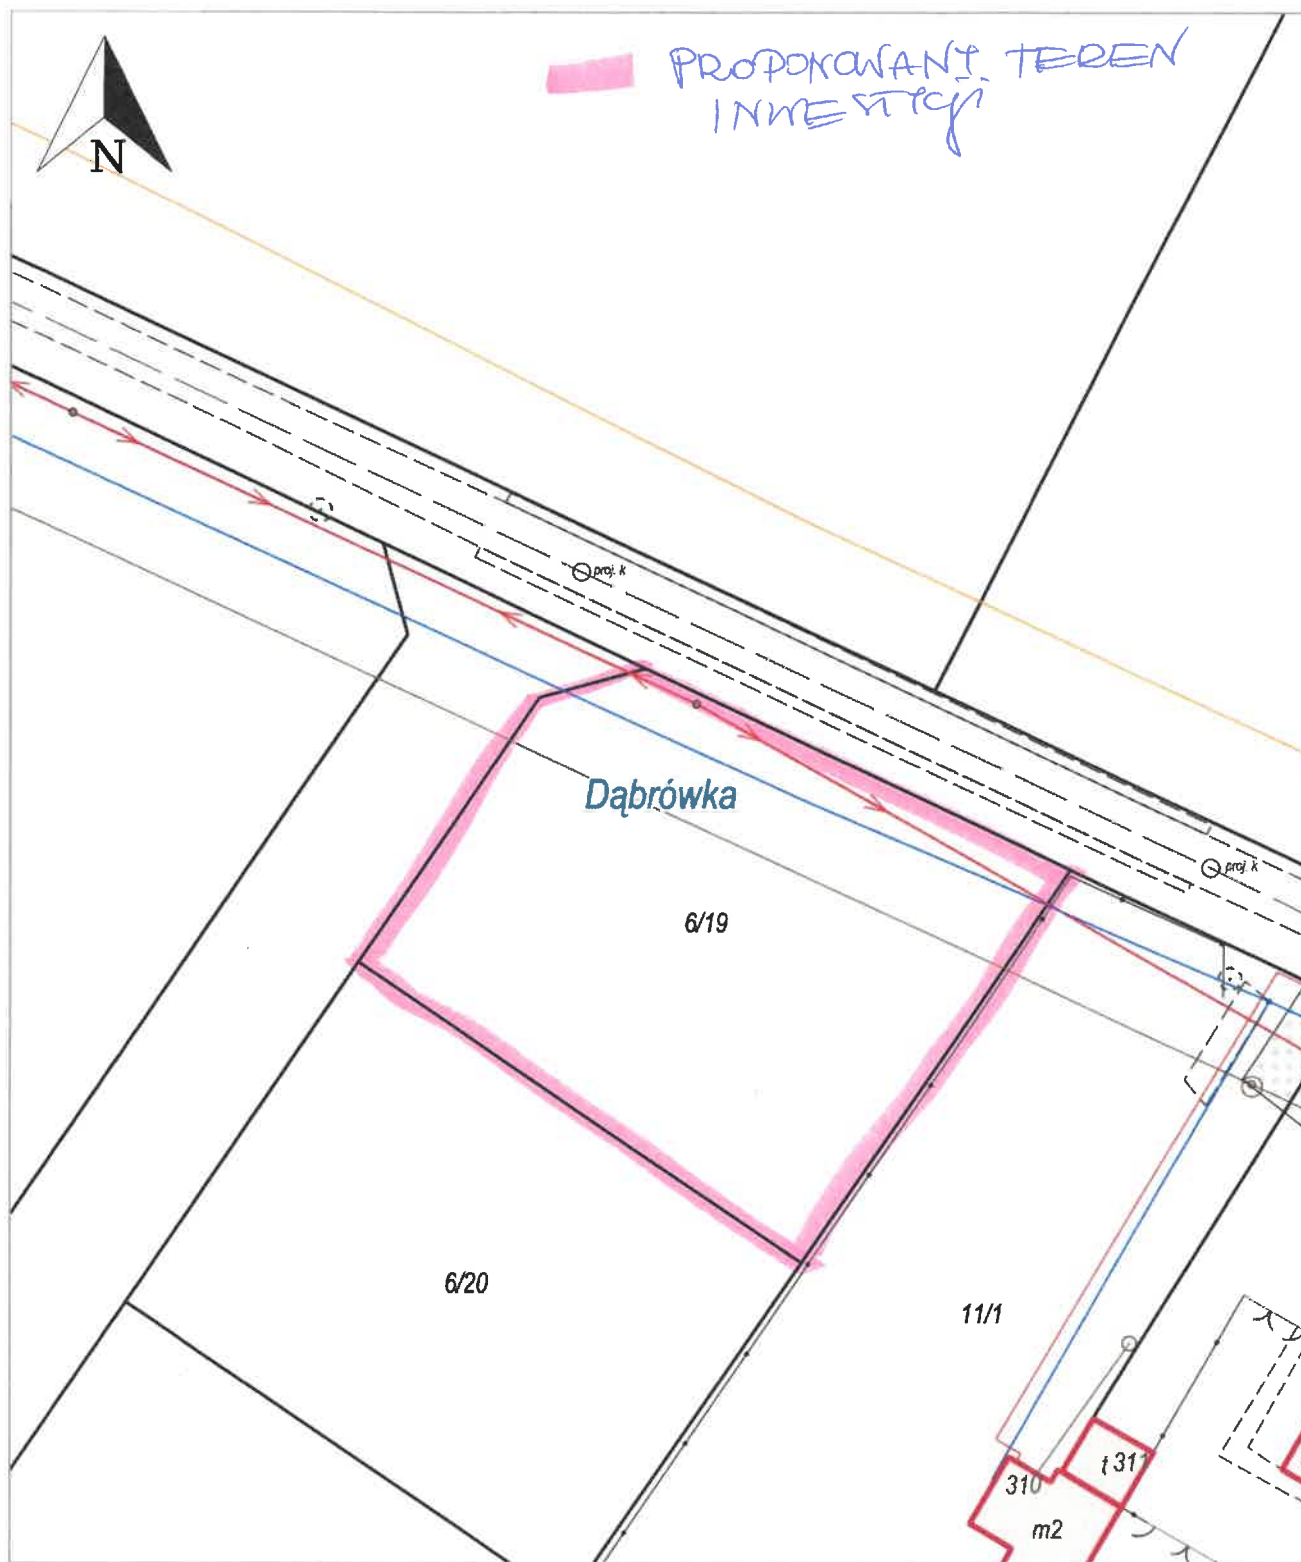 PROPONOWANY TEREN
INWESTYCJI
N
proj. k
Dąbrówka
proj. k
6/19
6/20
11/1
t 311
310
m2